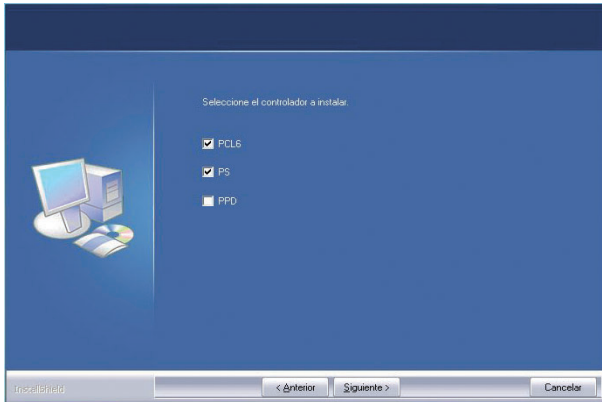 Seleccione el controlador a instalar.
PCL6
PS
PPD
InstallShield
< Anterior
Siguiente >
Cancelar